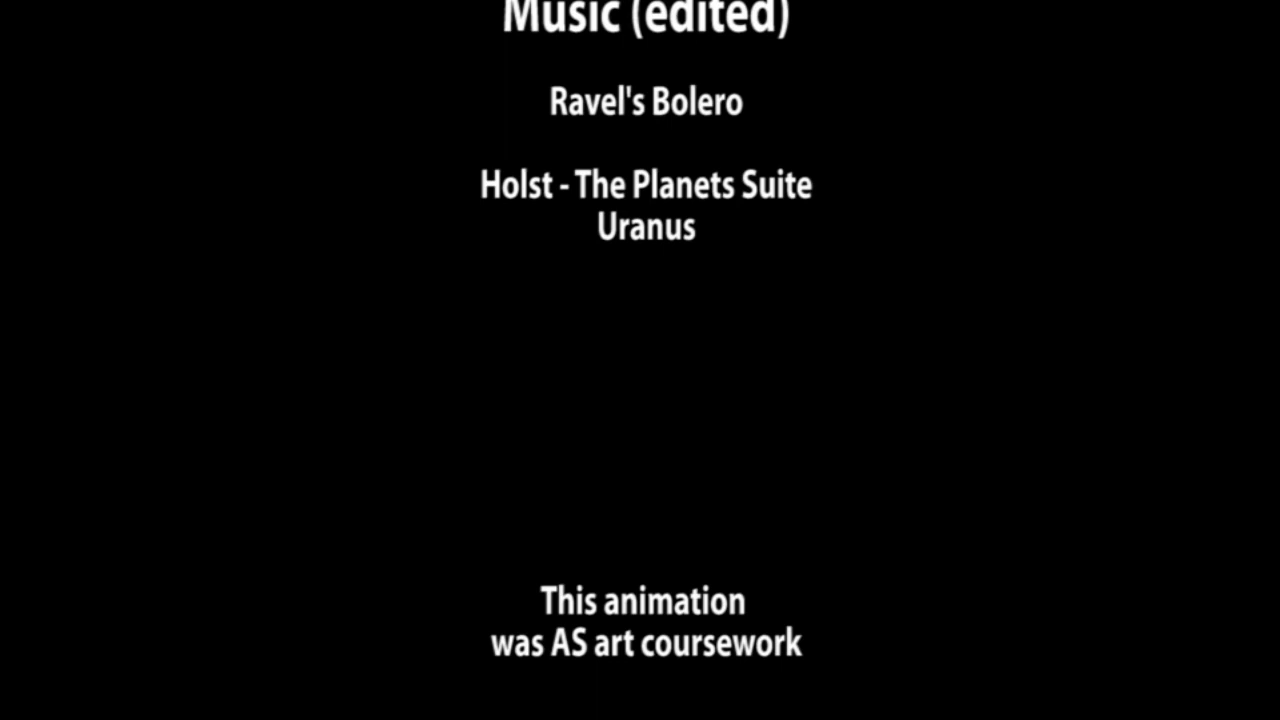 Music (edited)
Ravel's Bolero
Holst - The Planets Suite
Uranus
This animation
was AS art coursework